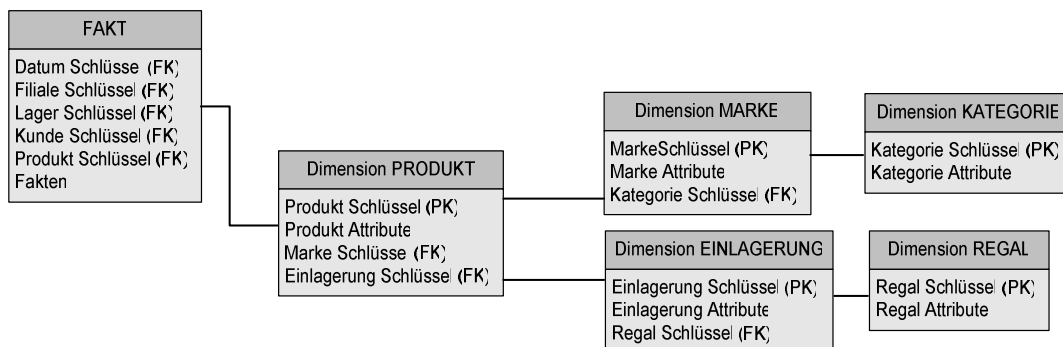 FAKT
Datum Schlüsse (FK)
Filiale Schlüssel (FK)
Lager Schlüssel (FK)
Kunde Schlüssel (FK)
Produkt Schlüssel (FK)
Fakten
Dimension PRODUKT
Produkt Schlüssel (PK)
Produkt Attribute
Marke Schlüsse (FK)
Einlagerung Schlüssel (FK)
Dimension MARKE
MarkeSchlüssel (PK)
Marke Attribute
Kategorie Schlüssel (FK)
Dimension KATEGORIE
Kategorie Schlüssel (PK)
Kategorie Attribute
Dimension EINLAGERUNG
Einlagerung Schlüssel (PK)
Einlagerung Attribute
Regal Schlüssel (FK)
Dimension REGAL
Regal Schlüssel (PK)
Regal Attribute